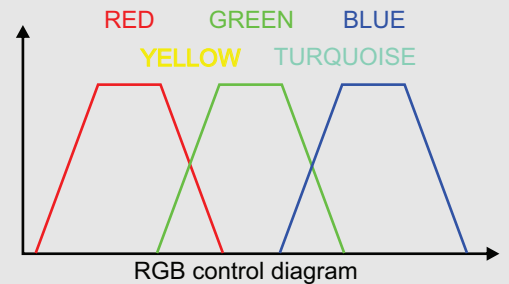 RED GREEN BLUE
YELLOW TURQUOISE
RGB control diagram